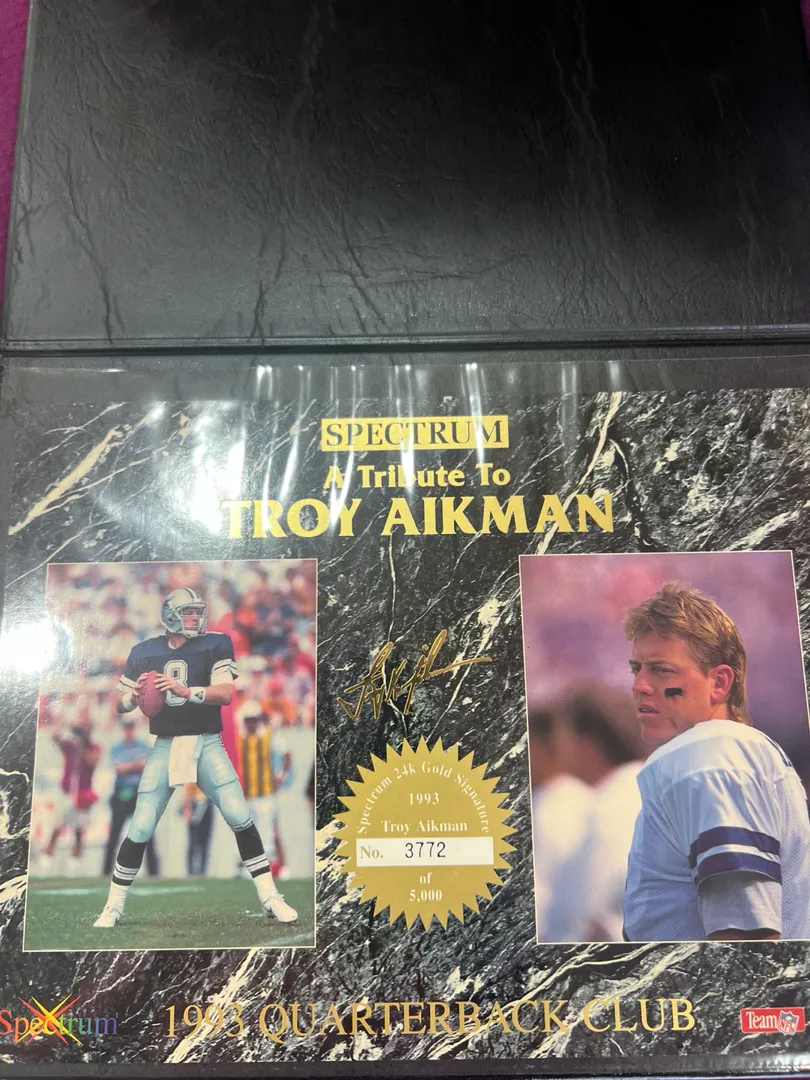 SPECTRUM
A Tribute To
TROY AIKMAN
8
Spectrum 24k Gold Signature
1993
Troy Aikman
No. 3772
of
5,000
Spectrum
1993 QUARTERBACK CLUB
Team NFL